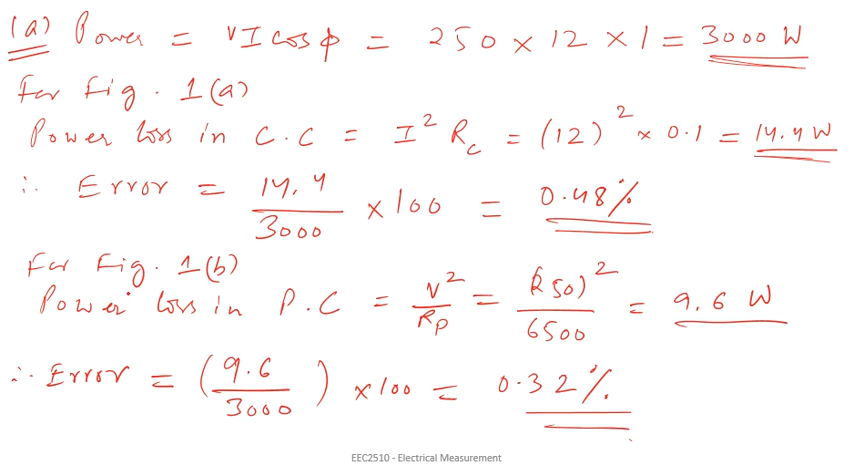 (a) Power = VI cos φ = 250 × 12 × 1 = 3000 W
For Fig. 1(a)
Power loss in C.C = I² R_c = (12)² × 0.1 = 14.4 W
∴ Error = 14.4/3000 × 100 = 0.48%
For Fig. 1(b)
Power loss in P.C = V²/R_p = (250)²/6500 = 9.6 W
∴ Error = (9.6/3000) × 100 = 0.32%
EEC2510 - Electrical Measurement